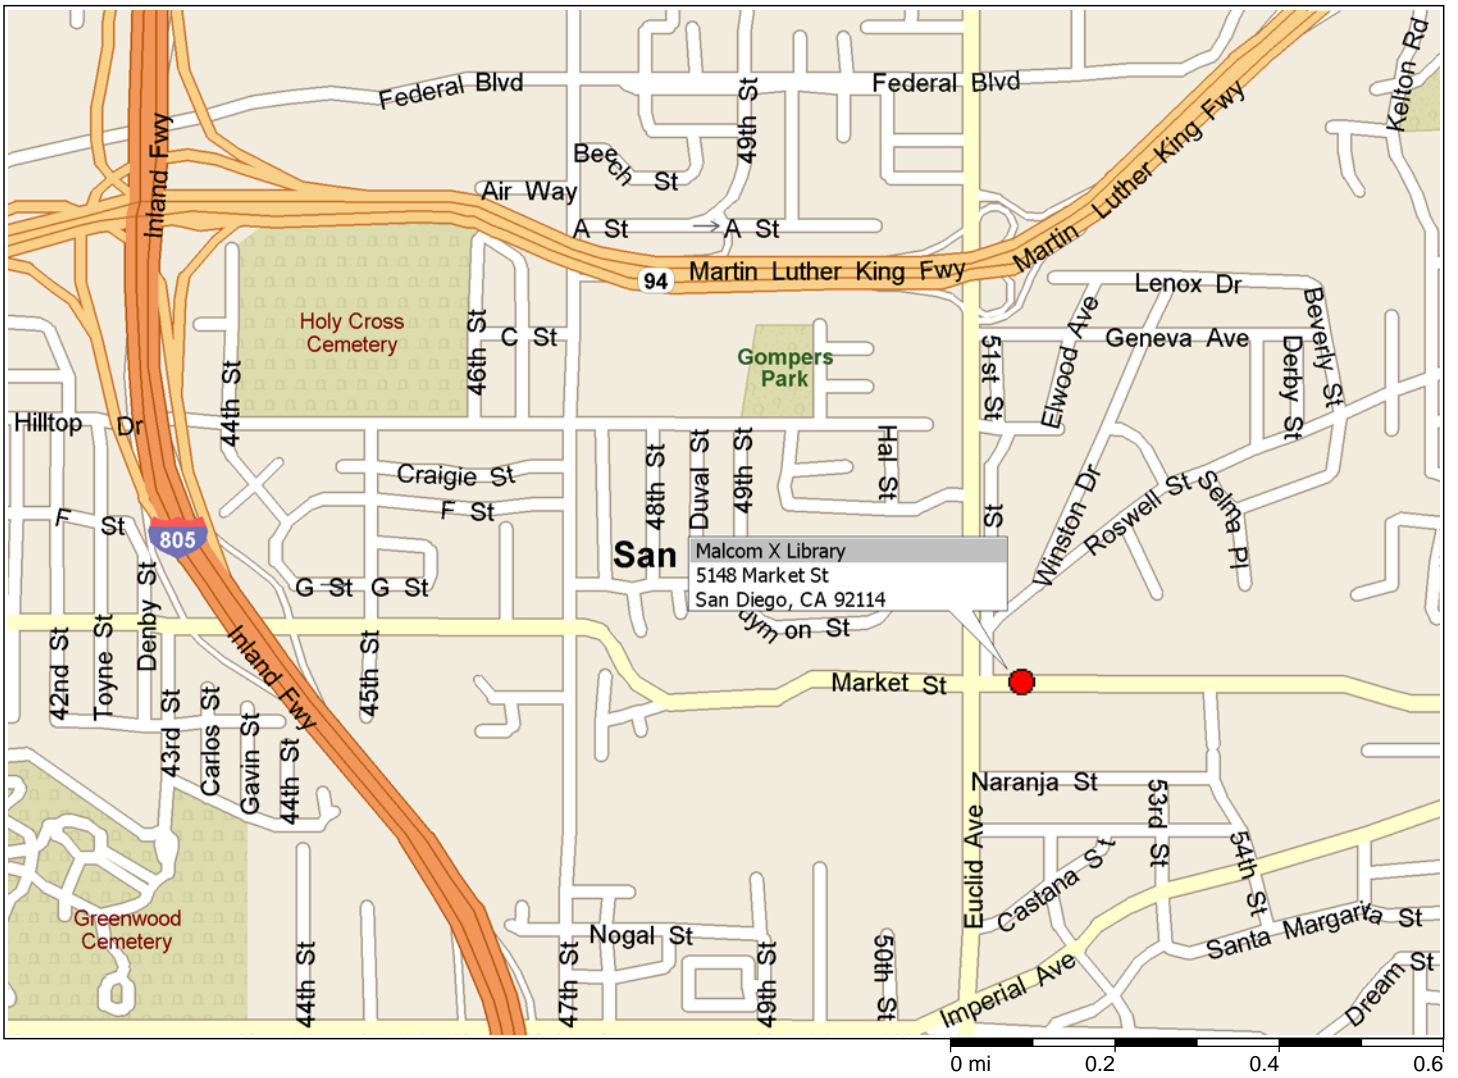 Federal Blvd
Federal Blvd
Kelton Rd
Inland Fwy
49th St
Beech St
Air Way
A St
A St
Martin Luther King Fwy
Martin Luther King Fwy
94
Lenox Dr
Holy Cross
Cemetery
46th St
C St
Gompers
Park
51st St
Elwood Ave
Geneva Ave
Derby St
Beverly St
44th St
Hilltop Dr
Craigie St
F St
F St
48th St
Duval St
49th St
Hal St
St
Winston Dr
Roswell St
Selma Pl
805
San
Malcom X Library
5148 Market St
San Diego, CA 92114
G St
G St
Denby St
dym on St
42nd St
Toyne St
Inland Fwy
45th St
Market St
43rd St
Carlos St
Gavin St
44th St
Naranja St
53rd St
54th St
Euclid Ave
Castana St
Greenwood
Cemetery
Nogal St
Santa Margarita St
44th St
47th St
49th St
50th St
Imperial Ave
Dream St
0 mi 0.2 0.4 0.6